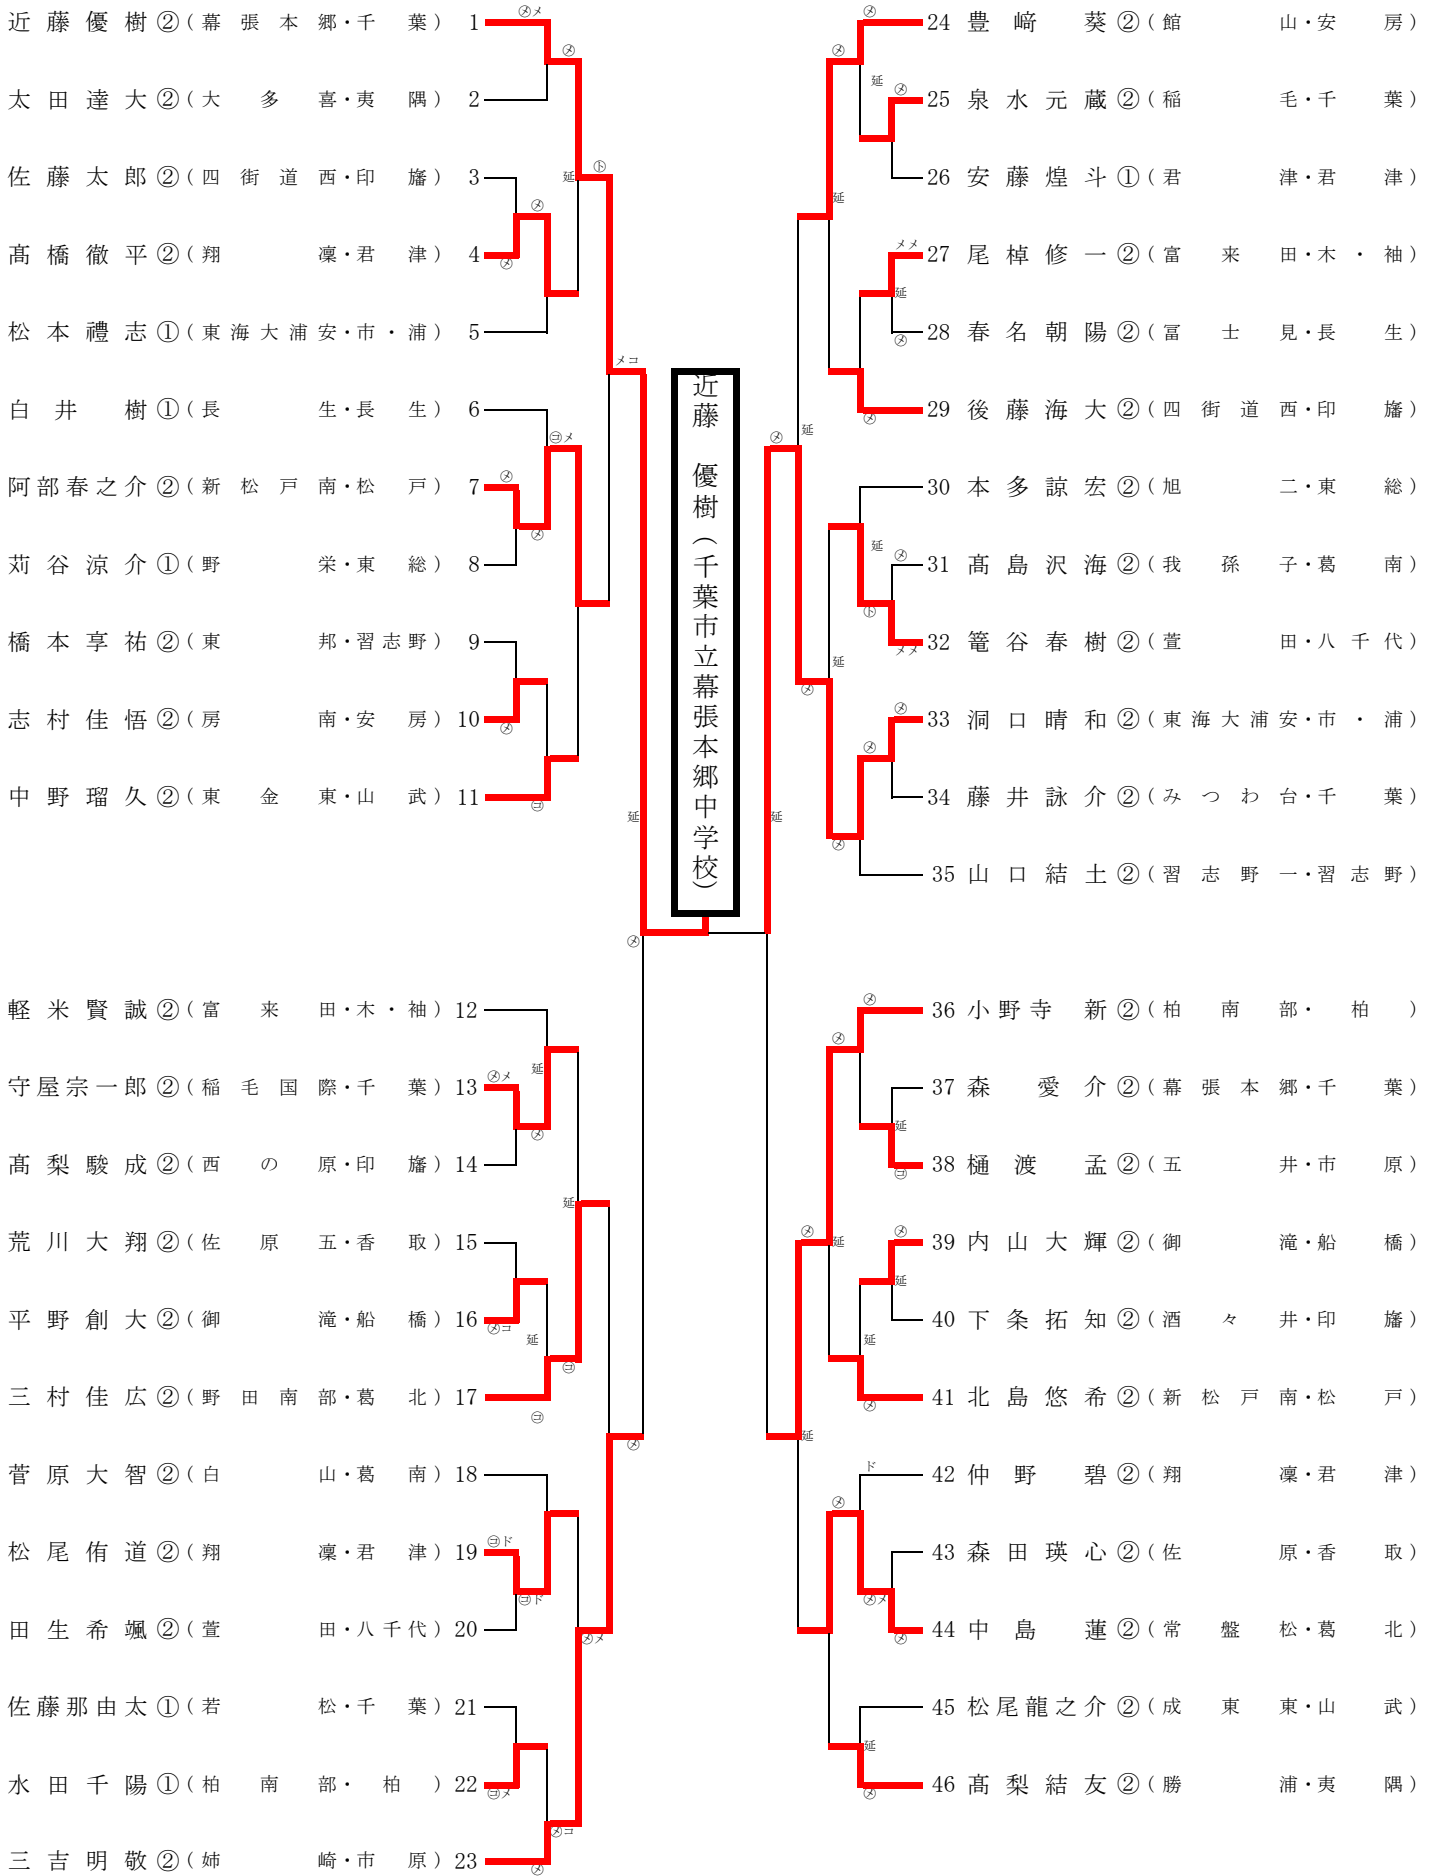 近藤優樹②(幕張本郷・千葉) 1
太田達大②(大多喜・夷隅) 2
佐藤太郎②(四街道西・印旛) 3
髙橋徹平②(翔凜・君津) 4
松本禮志①(東海大浦安・市・浦) 5
白井樹①(長生・長生) 6
阿部春之介②(新松戸南・松戸) 7
苅谷涼介①(野栄・東総) 8
橋本享祐②(東邦・習志野) 9
志村佳悟②(房南・安房) 10
中野瑠久②(東金東・山武) 11
軽米賢誠②(富来田・木・袖) 12
守屋宗一郎②(稲毛国際・千葉) 13
髙梨駿成②(西の原・印旛) 14
荒川大翔②(佐原五・香取) 15
平野創大②(御滝・船橋) 16
三村佳広②(野田南部・葛北) 17
菅原大智②(白山・葛南) 18
松尾侑道②(翔凜・君津) 19
田生希颯②(萱田・八千代) 20
佐藤那由太①(若松・千葉) 21
水田千陽①(柏南部・柏) 22
三吉明敬②(姉崎・市原) 23
近藤 優樹(千葉市立幕張本郷中学校)
24 豊﨑葵②(館山・安房)
25 泉水元蔵②(稲毛・千葉)
26 安藤煌斗①(君津・君津)
27 尾棹修一②(富来田・木・袖)
28 春名朝陽②(冨士見・長生)
29 後藤海大②(四街道西・印旛)
30 本多諒宏②(旭二・東総)
31 髙島沢海②(我孫子・葛南)
32 篭谷春樹②(萱田・八千代)
33 洞口晴和②(東海大浦安・市・浦)
34 藤井詠介②(みつわ台・千葉)
35 山口結土②(習志野一・習志野)
36 小野寺新②(柏南部・柏)
37 森愛介②(幕張本郷・千葉)
38 樋渡孟②(五井・市原)
39 内山大輝②(御滝・船橋)
40 下条拓知②(酒々井・印旛)
41 北島悠希②(新松戸南・松戸)
42 仲野碧②(翔凜・君津)
43 森田瑛心②(佐原・香取)
44 中島蓮②(常盤松・葛北)
45 松尾龍之介②(成東東・山武)
46 髙梨結友②(勝浦・夷隅)